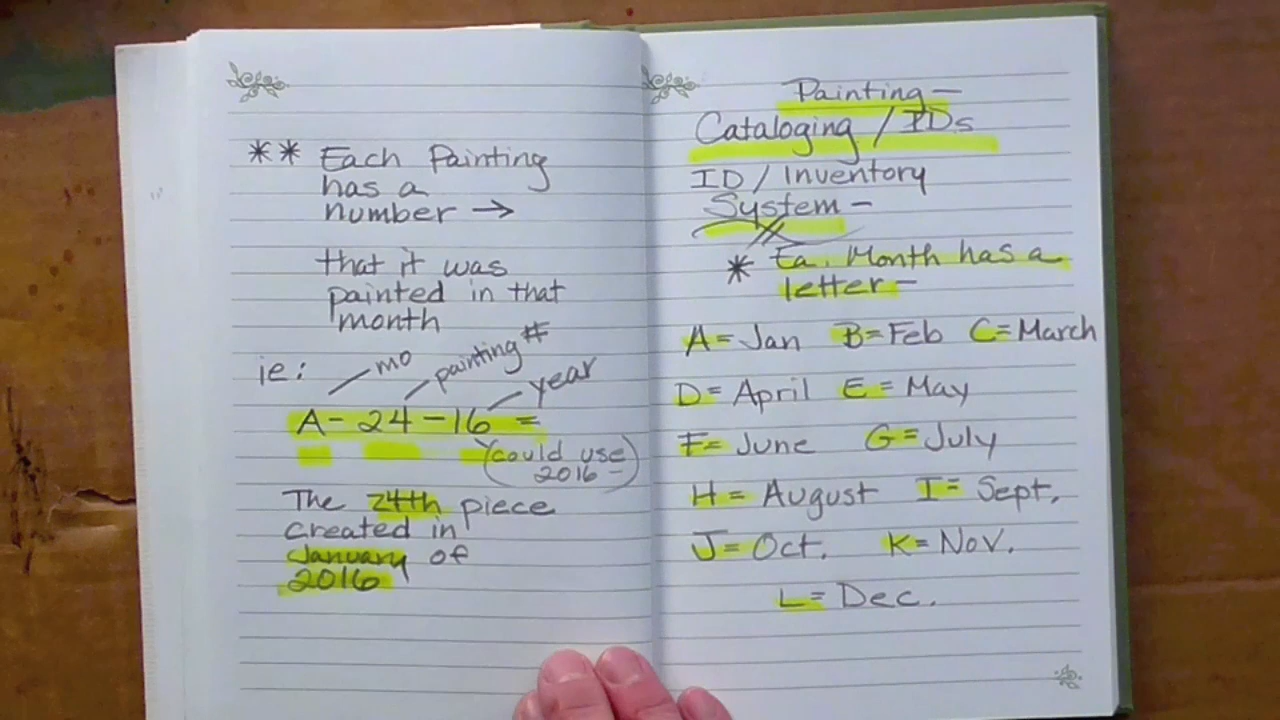 ** Each Painting
has a
number →
that it was
painted in that
month
ie:
mo
painting #
year
A - 24 - 16 =
(could use
2016 -)
The 24th piece
created in
January of
2016
Painting -
Cataloging / IDs
ID / Inventory
System -
* Ea. Month has a
letter -
A = Jan B = Feb C = March
D = April E = May
F = June G = July
H = August I = Sept.
J = Oct. K = Nov.
L = Dec.